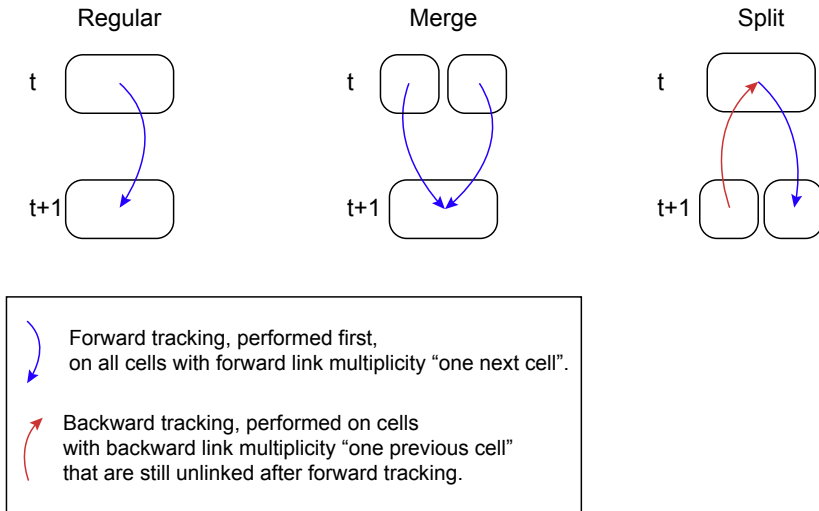 Regular
Merge
Split
t
t
t
t+1
t+1
t+1
Forward tracking, performed first,
on all cells with forward link multiplicity “one next cell”.
Backward tracking, performed on cells
with backward link multiplicity “one previous cell”
that are still unlinked after forward tracking.